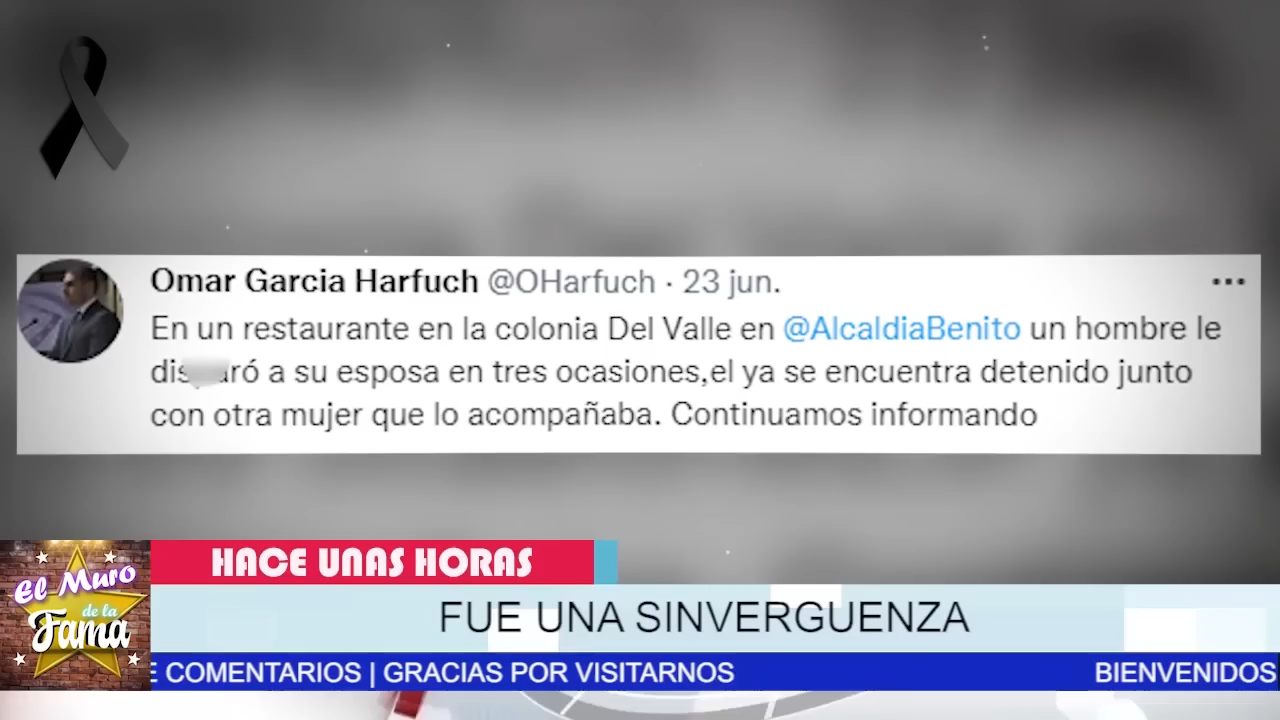 Omar Garcia Harfuch @OHarfuch · 23 jun.
En un restaurante en la colonia Del Valle en @AlcaldiaBenito un hombre le
a su esposa en tres ocasiones,el ya se encuentra detenido junto
con otra mujer que lo acompañaba. Continuamos informando
HACE UNAS HORAS
El Muro
de la
Fama
FUE UNA SINVERGUENZA
COMENTARIOS | GRACIAS POR VISITARNOS
BIENVENIDOS